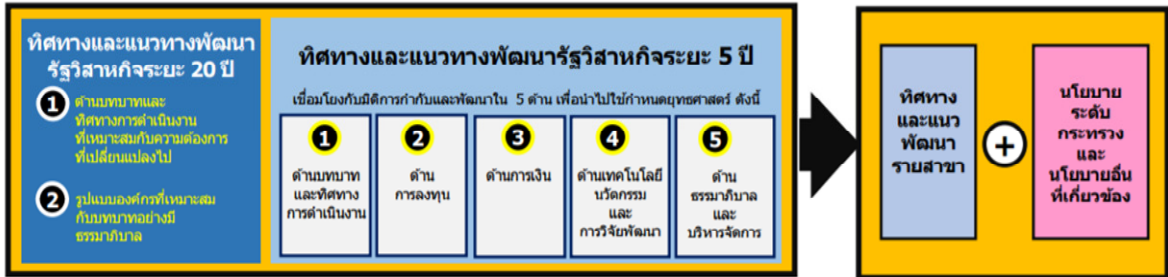 ทิศทางและแนวทางพัฒนา
รัฐวิสาหกิจระยะ 20 ปี
1
ด้านบทบาทและ
ทิศทางการดำเนินงาน
ที่เหมาะสมกับความต้องการ
ที่เปลี่ยนแปลงไป
2
รูปแบบองค์กรที่เหมาะสม
กับบทบาทอย่างมี
ธรรมาภิบาล
ทิศทางและแนวทางพัฒนารัฐวิสาหกิจระยะ 5 ปี
เชื่อมโยงกับมิติการกำกับและพัฒนาใน 5 ด้าน เพื่อนำไปใช้กำหนดยุทธศาสตร์ ดังนี้
1
ด้านบทบาท
และทิศทาง
การดำเนินงาน
2
ด้าน
การลงทุน
3
ด้านการเงิน
4
ด้านเทคโนโลยี
นวัตกรรม
และ
การวิจัยพัฒนา
5
ด้าน
ธรรมาภิบาล
และ
บริหารจัดการ
ทิศทาง
และแนว
พัฒนา
รายสาขา
+
นโยบาย
ระดับ
กระทรวง
และ
นโยบายอื่น
ที่เกี่ยวข้อง